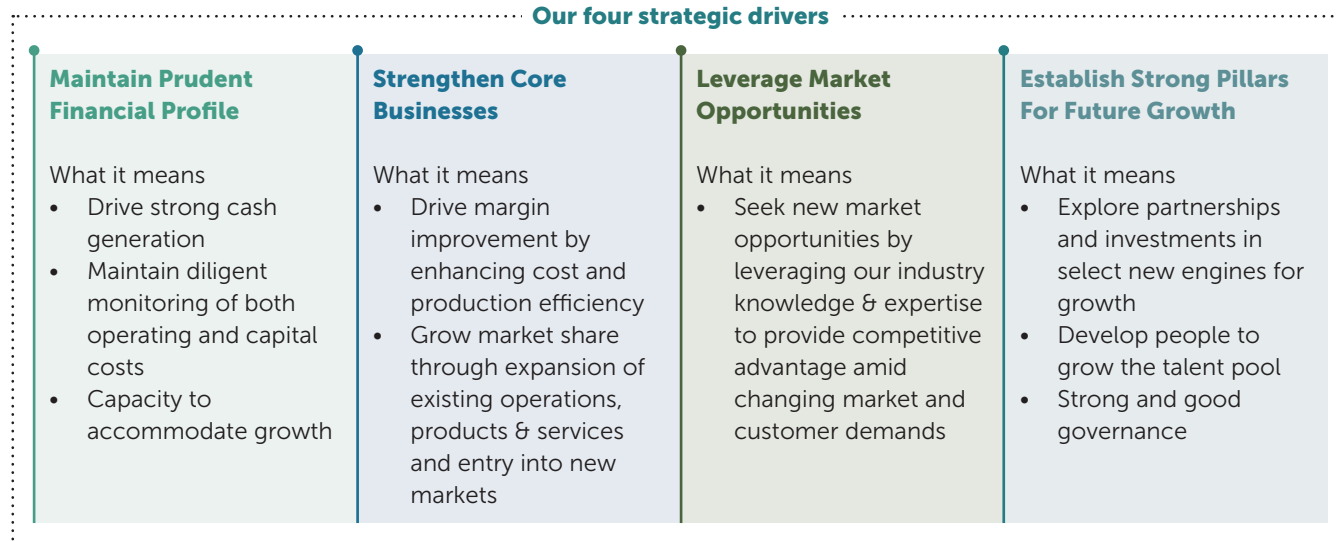 Our four strategic drivers
Maintain Prudent
Financial Profile
What it means
• Drive strong cash
generation
• Maintain diligent
monitoring of both
operating and capital
costs
• Capacity to
accommodate growth
Strengthen Core
Businesses
What it means
• Drive margin
improvement by
enhancing cost and
production efficiency
• Grow market share
through expansion of
existing operations,
products & services
and entry into new
markets
Leverage Market
Opportunities
What it means
• Seek new market
opportunities by
leveraging our industry
knowledge & expertise
to provide competitive
advantage amid
changing market and
customer demands
Establish Strong Pillars
For Future Growth
What it means
• Explore partnerships
and investments in
select new engines for
growth
• Develop people to
grow the talent pool
• Strong and good
governance